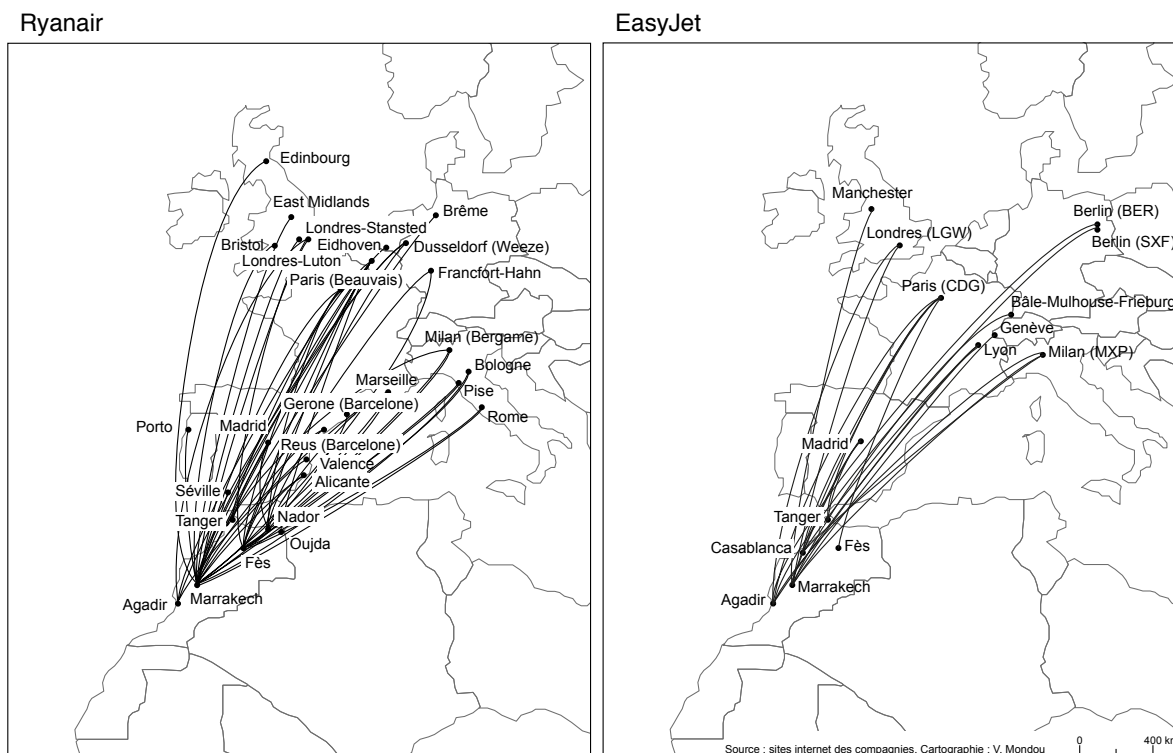 Ryanair
Edinbourg
East Midlands
Brême
Londres-Stansted
Bristol
Eidhoven
Dusseldorf (Weeze)
Londres-Luton
Francfort-Hahn
Paris (Beauvais)
Milan (Bergame)
Bologne
Marseille
Pise
Gerone (Barcelone)
Rome
Porto
Madrid
Reus (Barcelone)
Valence
Alicante
Séville
Tanger
Nador
Oujda
Fès
Marrakech
Agadir
EasyJet
Manchester
Berlin (BER)
Londres (LGW)
Berlin (SXF)
Paris (CDG)
Bâle-Mulhouse-Frieburg
Genève
Lyon
Milan (MXP)
Madrid
Tanger
Casablanca
Fès
Marrakech
Agadir
0 400 km
Source : sites internet des compagnies. Cartographie : V. Mondou